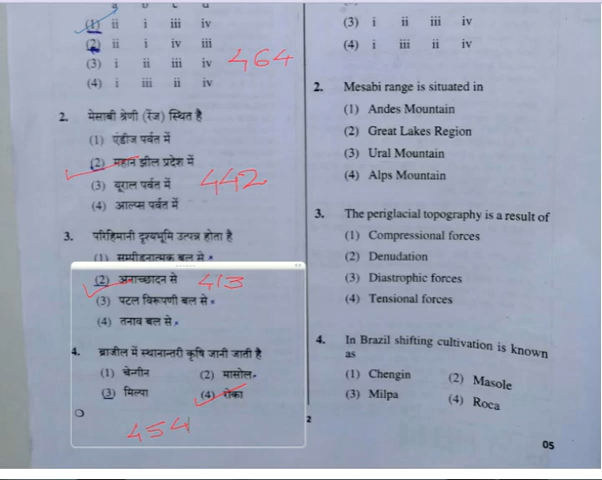 a b c d
(1) ii i iii iv
(2) ii i iv iii
(3) i ii iii iv
(4) i iii ii iv
464
2. मेसाबी श्रेणी (रेंज) स्थित है
(1) एंडीज पर्वत में
(2) महान झील प्रदेश में
(3) यूराल पर्वत में
(4) आल्प्स पर्वत में
442
3. परिहिमानी दृश्यभूमि उत्पन्न होता है
(1) सम्पीडनात्मक बल से
(2) अनाच्छादन से
413
(3) पटल विरूपणी बल से
(4) तनाव बल से
4. ब्राजील में स्थानान्तरी कृषि जानी जाती है
(1) चेन्गीन (2) मासोल
(3) मिल्पा (4) रोका
454
(3) i ii iii iv
(4) i iii ii iv
2. Mesabi range is situated in
(1) Andes Mountain
(2) Great Lakes Region
(3) Ural Mountain
(4) Alps Mountain
3. The periglacial topography is a result of
(1) Compressional forces
(2) Denudation
(3) Diastrophic forces
(4) Tensional forces
4. In Brazil shifting cultivation is known
as
(1) Chengin (2) Masole
(3) Milpa (4) Roca
2
05